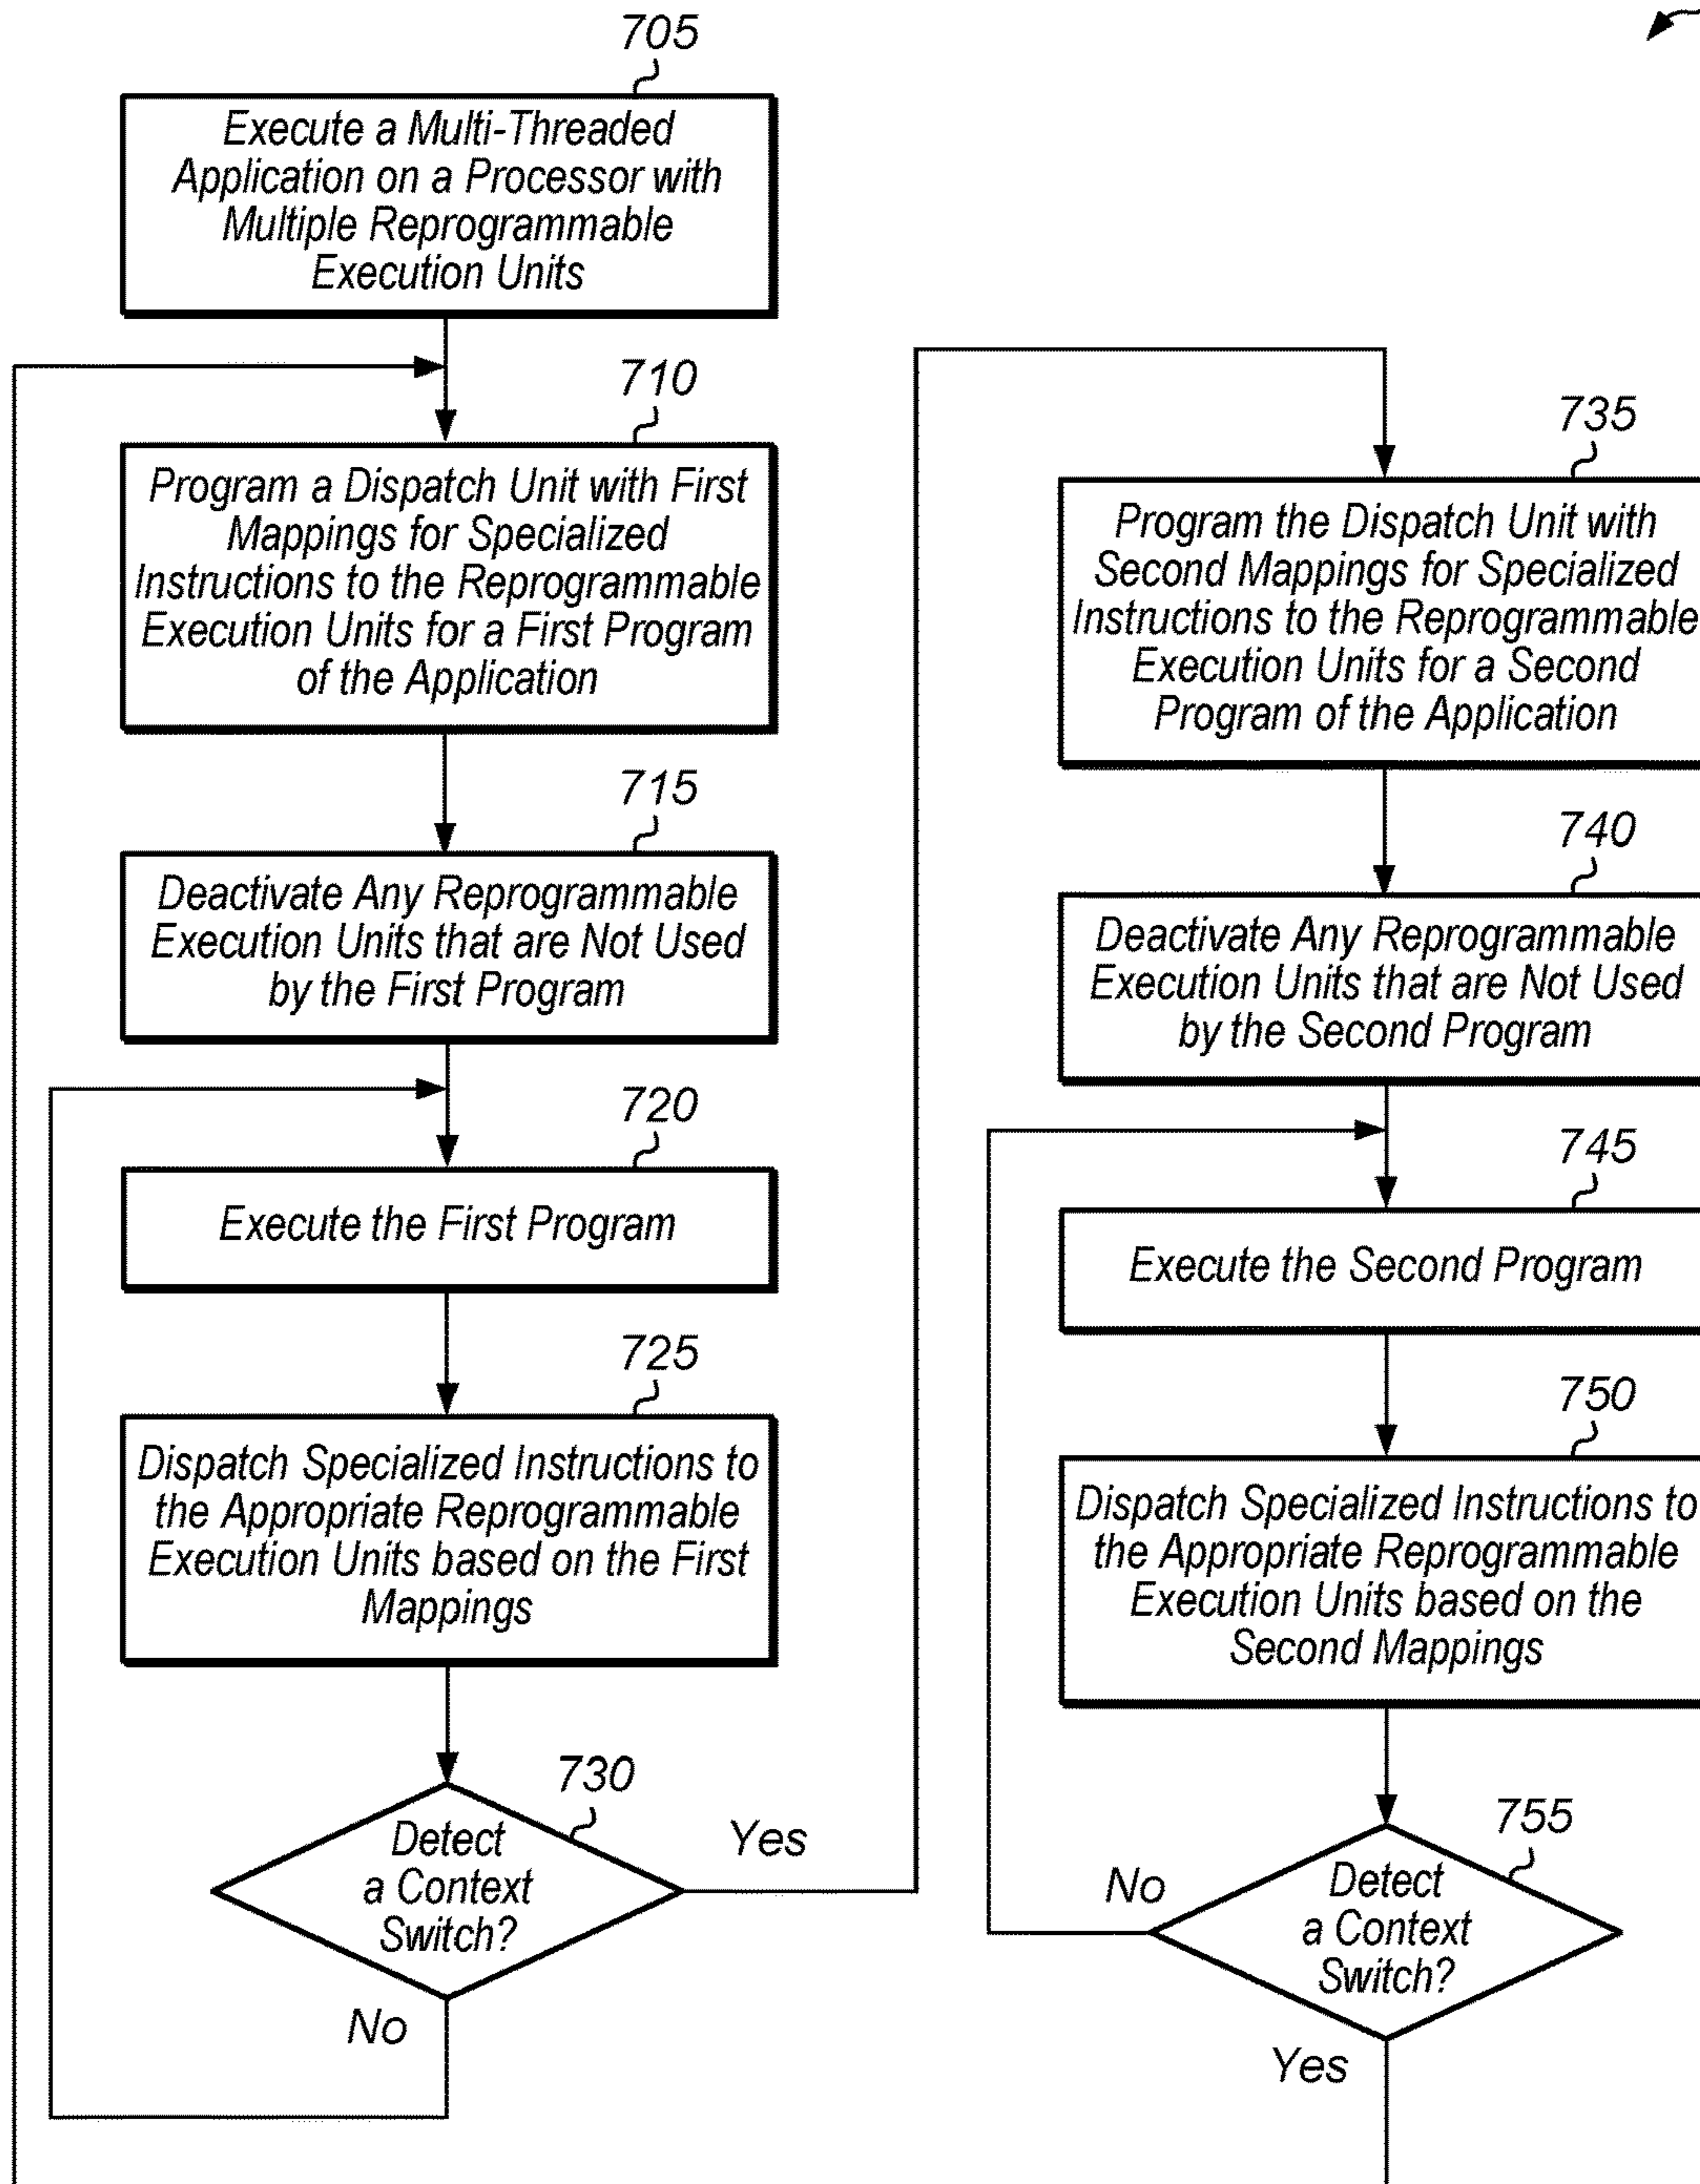 705
Execute a Multi-Threaded
Application on a Processor with
Multiple Reprogrammable
Execution Units
710
Program a Dispatch Unit with First
Mappings for Specialized
Instructions to the Reprogrammable
Execution Units for a First Program
of the Application
715
Deactivate Any Reprogrammable
Execution Units that are Not Used
by the First Program
720
Execute the First Program
725
Dispatch Specialized Instructions to
the Appropriate Reprogrammable
Execution Units based on the First
Mappings
730
Detect
a Context
Switch?
Yes
No
735
Program the Dispatch Unit with
Second Mappings for Specialized
Instructions to the Reprogrammable
Execution Units for a Second
Program of the Application
740
Deactivate Any Reprogrammable
Execution Units that are Not Used
by the Second Program
745
Execute the Second Program
750
Dispatch Specialized Instructions to
the Appropriate Reprogrammable
Execution Units based on the
Second Mappings
755
Detect
a Context
Switch?
No
Yes